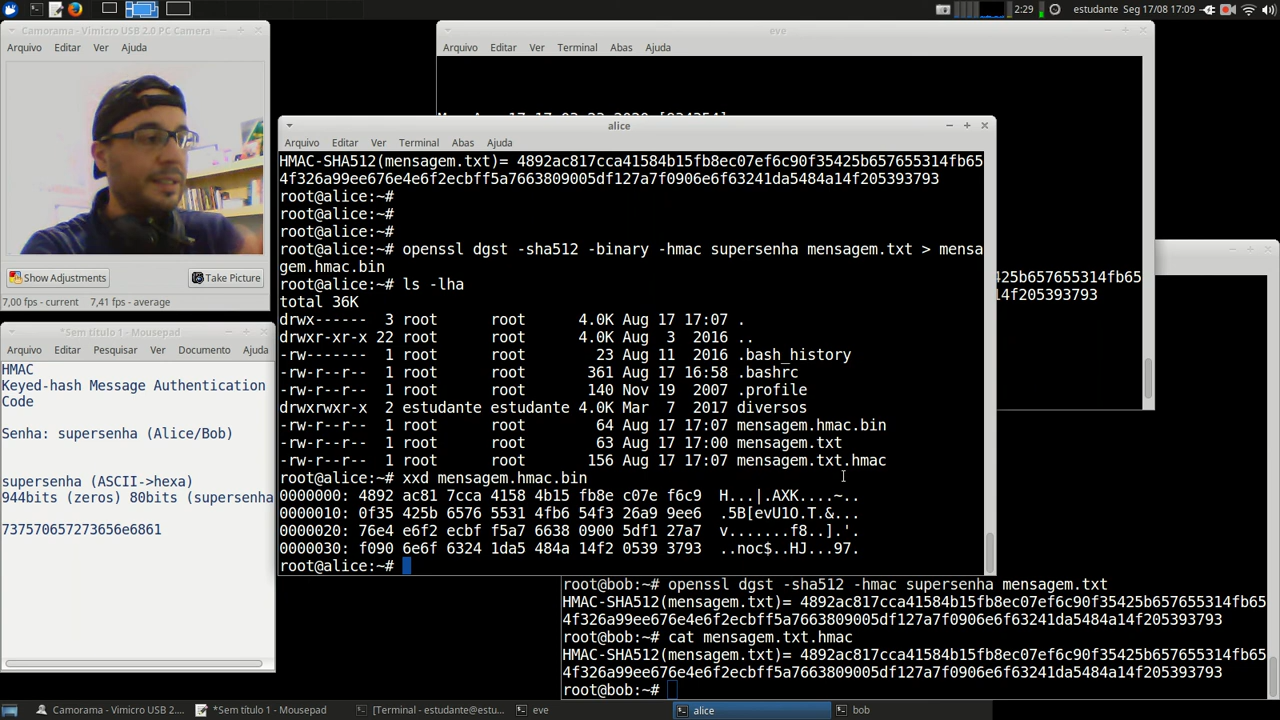 2:29 estudante Seg 17/08 17:09
Camorama - Vimicro USB 2.0 PC Camera
Arquivo Editar Ver Ajuda
Show Adjustments Take Picture
7,00 fps - current 7,41 fps - average
*Sem título 1 - Mousepad
Arquivo Editar Pesquisar Ver Documento Ajuda
HMAC
Keyed-hash Message Authentication
Code
Senha: supersenha (Alice/Bob)
supersenha (ASCII->hexa)
944bits (zeros) 80bits (supersenha
737570657273656e6861
eve
Arquivo Editar Ver Terminal Abas Ajuda
425b657655314fb65
14f205393793
alice
Arquivo Editar Ver Terminal Abas Ajuda
HMAC-SHA512(mensagem.txt)= 4892ac817cca41584b15fb8ec07ef6c90f35425b657655314fb65
4f326a99ee676e4e6f2ecbff5a7663809005df127a7f0906e6f63241da5484a14f205393793
root@alice:~#
root@alice:~#
root@alice:~#
root@alice:~# openssl dgst -sha512 -binary -hmac supersenha mensagem.txt > mensa
gem.hmac.bin
root@alice:~# ls -lha
total 36K
drwx------ 3 root root 4.0K Aug 17 17:07 .
drwxr-xr-x 22 root root 4.0K Aug 3 2016 ..
-rw------- 1 root root 23 Aug 11 2016 .bash_history
-rw-r--r-- 1 root root 361 Aug 17 16:58 .bashrc
-rw-r--r-- 1 root root 140 Nov 19 2007 .profile
drwxrwxr-x 2 estudante estudante 4.0K Mar 7 2017 diversos
-rw-r--r-- 1 root root 64 Aug 17 17:07 mensagem.hmac.bin
-rw-r--r-- 1 root root 63 Aug 17 17:00 mensagem.txt
-rw-r--r-- 1 root root 156 Aug 17 17:07 mensagem.txt.hmac
root@alice:~# xxd mensagem.hmac.bin
0000000: 4892 ac81 7cca 4158 4b15 fb8e c07e f6c9 H...|.AXK....~..
0000010: 0f35 425b 6576 5531 4fb6 54f3 26a9 9ee6 .5B[evU1O.T.&...
0000020: 76e4 e6f2 ecbf f5a7 6638 0900 5df1 27a7 v.......f8..].'.
0000030: f090 6e6f 6324 1da5 484a 14f2 0539 3793 ..noc$..HJ...97.
root@alice:~#
root@bob:~# openssl dgst -sha512 -hmac supersenha mensagem.txt
HMAC-SHA512(mensagem.txt)= 4892ac817cca41584b15fb8ec07ef6c90f35425b657655314fb65
4f326a99ee676e4e6f2ecbff5a7663809005df127a7f0906e6f63241da5484a14f205393793
root@bob:~# cat mensagem.txt.hmac
HMAC-SHA512(mensagem.txt)= 4892ac817cca41584b15fb8ec07ef6c90f35425b657655314fb65
4f326a99ee676e4e6f2ecbff5a7663809005df127a7f0906e6f63241da5484a14f205393793
root@bob:~#
Camorama - Vimicro USB 2.... *Sem título 1 - Mousepad [Terminal - estudante@estu... eve alice bob